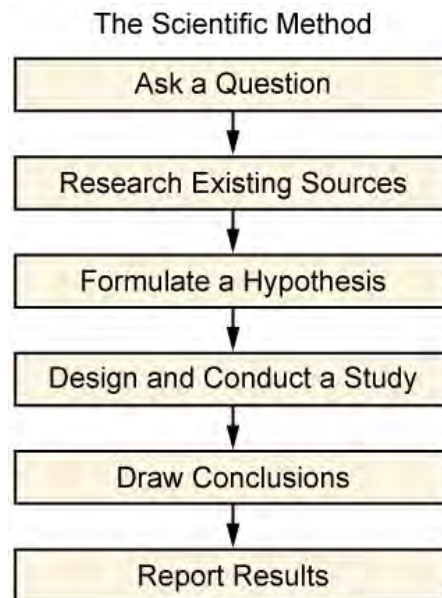 The Scientific Method
Ask a Question
Research Existing Sources
Formulate a Hypothesis
Design and Conduct a Study
Draw Conclusions
Report Results